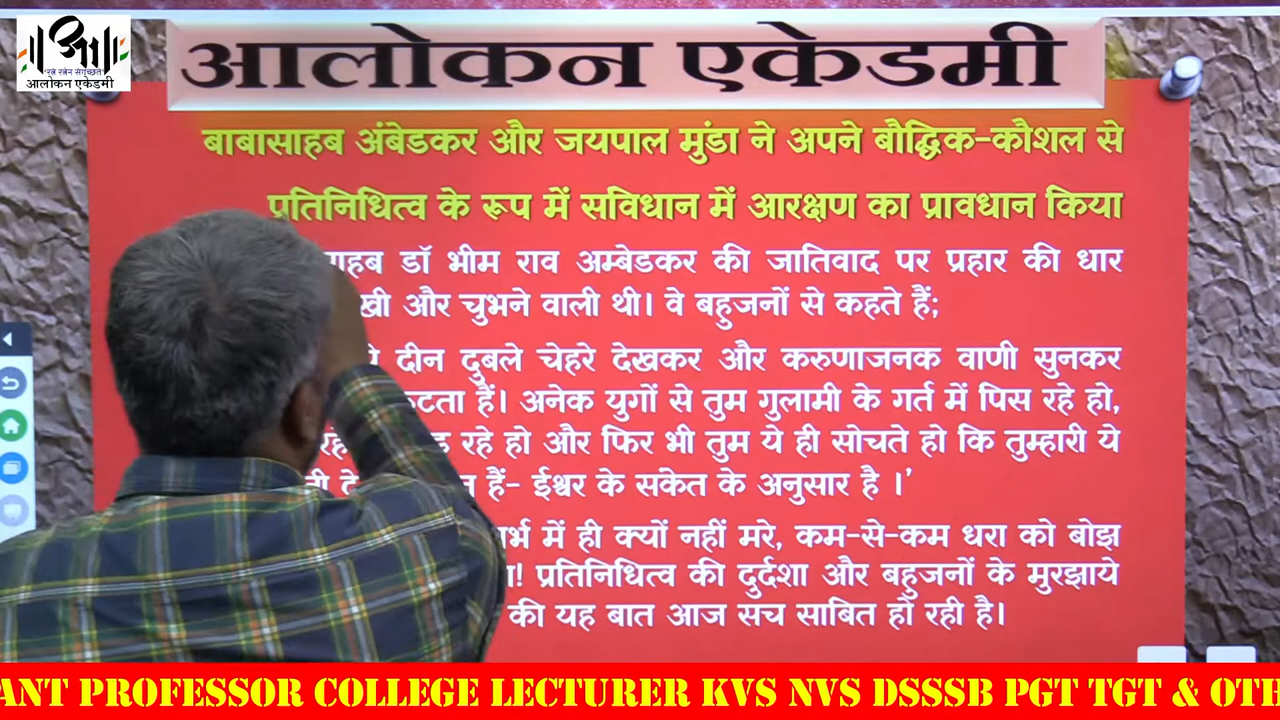 आलोकन एकेडमी
आलोकन एकेडमी
बाबासाहब अंबेडकर और जयपाल मुंडा ने अपने बौद्धिक-कौशल से
प्रतिनिधित्व के रूप में सविधान में आरक्षण का प्रावधान किया
डॉ भीम राव अम्बेडकर की जातिवाद पर प्रहार की धार
और चुभने वाली थी। वे बहुजनों से कहते हैं;
दीन दुबले चेहरे देखकर और करुणाजनक वाणी सुनकर
हैं। अनेक युगों से तुम गुलामी के गर्त में पिस रहे हो,
रहे हो और फिर भी तुम ये ही सोचते हो कि तुम्हारी ये
हैं- ईश्वर के संकेत के अनुसार है ।’
में ही क्यों नहीं मरे, कम-से-कम धरा को बोझ
प्रतिनिधित्व की दुर्दशा और बहुजनों के मुरझाये
की यह बात आज सच साबित हो रही है।
ANT PROFESSOR COLLEGE LECTURER KVS NVS DSSSB PGT TGT & OTH